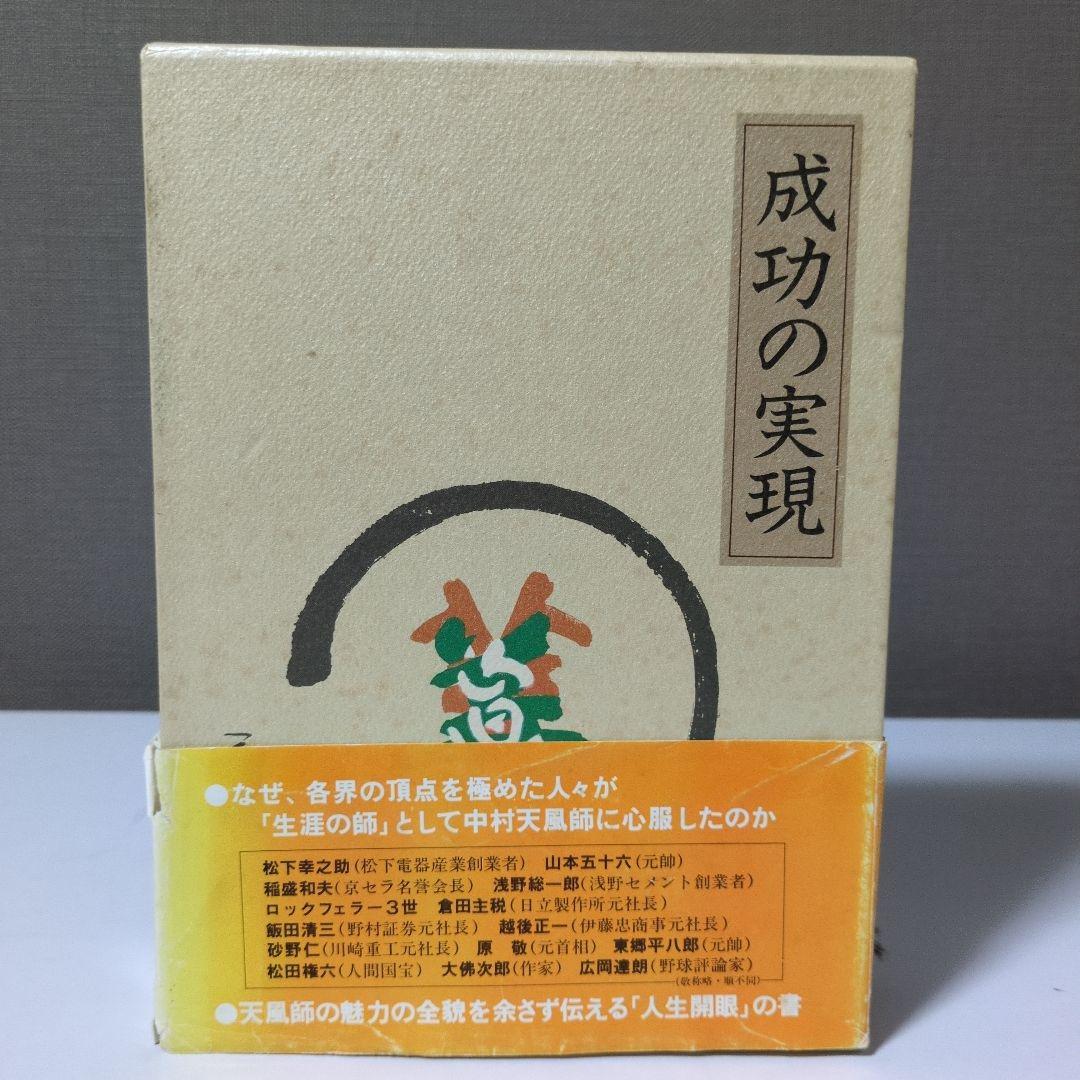 成功の実現
●なぜ、各界の頂点を極めた人々が
「生涯の師」として中村天風師に心服したのか
松下幸之助(松下電器産業創業者) 山本五十六(元帥)
稲盛和夫(京セラ名誉会長) 浅野総一郎(浅野セメント創業者)
ロックフェラー3世 倉田主税(日立製作所元社長)
飯田清三(野村証券元社長) 越後正一(伊藤忠商事元社長)
砂野仁(川崎重工元社長) 原 敬(元首相) 東郷平八郎(元帥)
松田権六(人間国宝) 大佛次郎(作家) 広岡達朗(野球評論家)
(敬称略・順不同)
●天風師の魅力の全貌を余さず伝える「人生開眼」の書